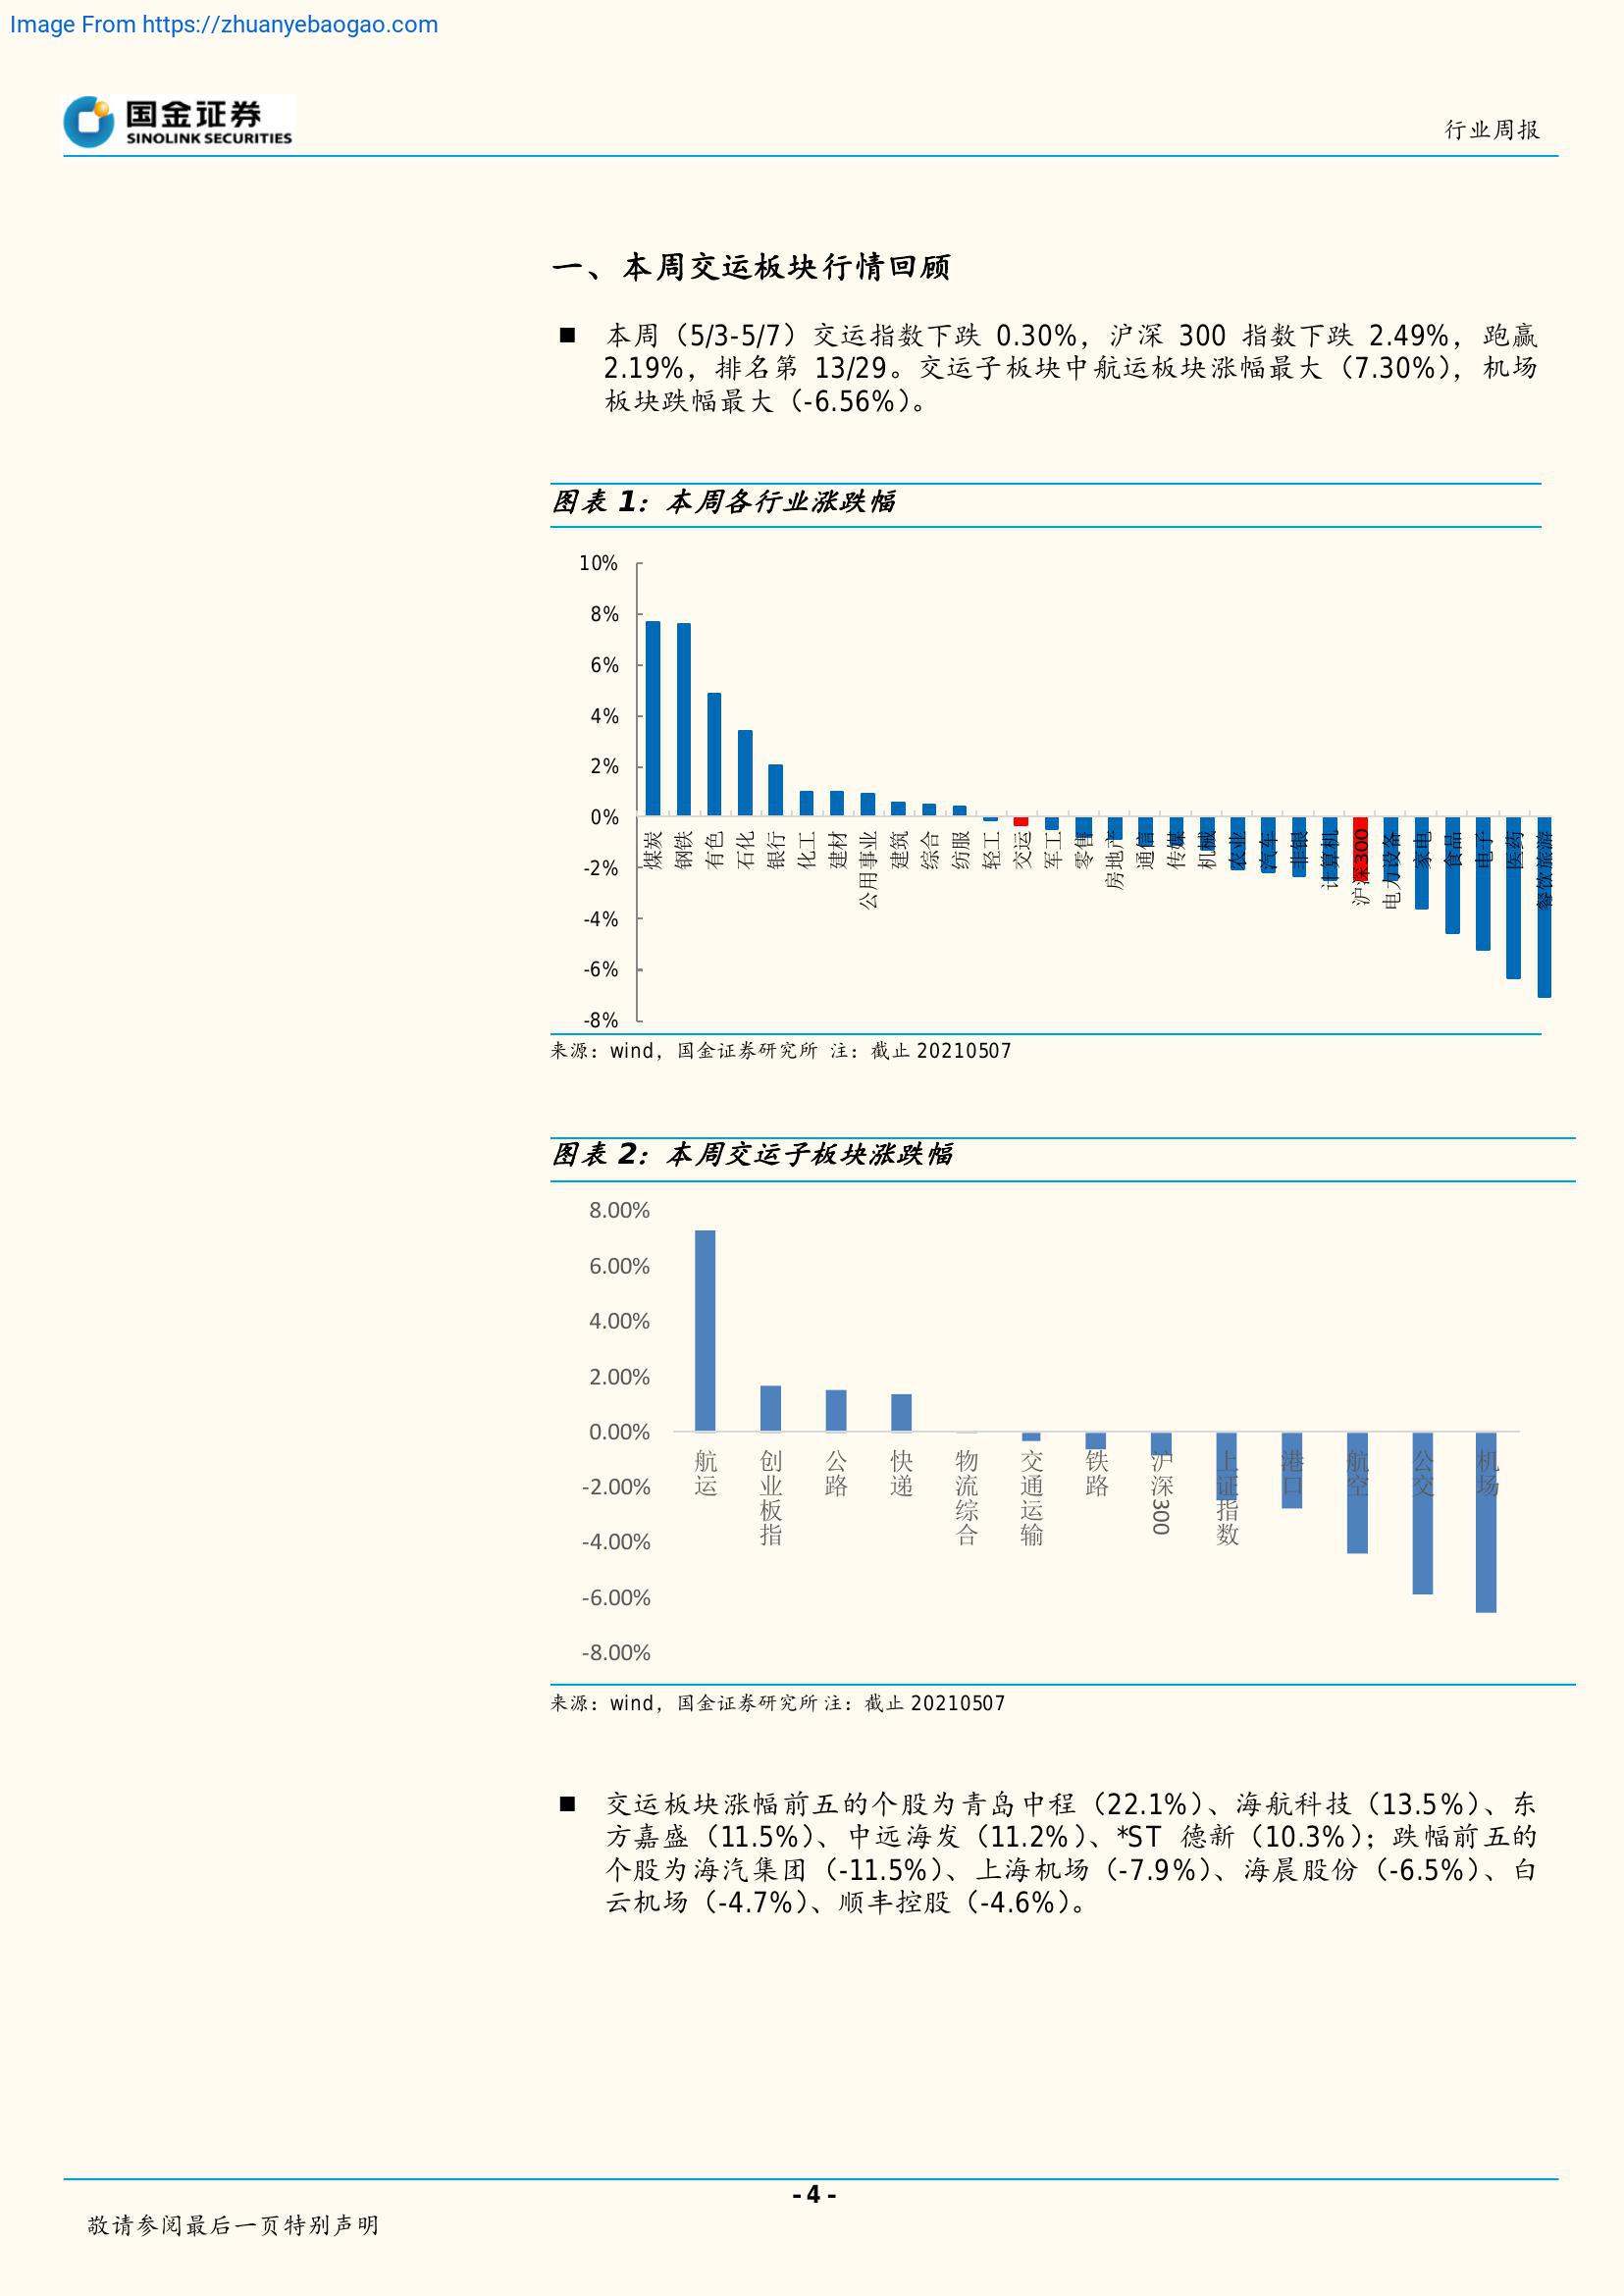 Image From https://zhuanyebaogao.com
国金证券
SINOLINK SECURITIES
行业周报
一、本周交运板块行情回顾
■ 本周（5/3-5/7）交运指数下跌 0.30%，沪深 300 指数下跌 2.49%，跑赢
2.19%，排名第 13/29。交运子板块中航运板块涨幅最大（7.30%），机场
板块跌幅最大（-6.56%）。
图表 1：本周各行业涨跌幅
10%
8%
6%
4%
2%
0%
-2%
-4%
-6%
-8%
煤炭
钢铁
有色
石化
银行
化工
建材
公用事业
建筑
综合
纺服
轻工
交运
军工
零售
房地产
通信
传媒
机械
农业
汽车
非银
计算机
沪深300
电力设备
家电
食品
电子
医药
餐饮旅游
来源：wind，国金证券研究所 注：截止 20210507
图表 2：本周交运子板块涨跌幅
8.00%
6.00%
4.00%
2.00%
0.00%
-2.00%
-4.00%
-6.00%
-8.00%
航运
创业板指
公路
快递
物流综合
交通运输
铁路
沪深300
上证指数
港口
航空
公交
机场
来源：wind，国金证券研究所 注：截止 20210507
■ 交运板块涨幅前五的个股为青岛中程（22.1%）、海航科技（13.5%）、东
方嘉盛（11.5%）、中远海发（11.2%）、*ST 德新（10.3%）；跌幅前五的
个股为海汽集团（-11.5%）、上海机场（-7.9%）、海晨股份（-6.5%）、白
云机场（-4.7%）、顺丰控股（-4.6%）。
- 4 -
敬请参阅最后一页特别声明